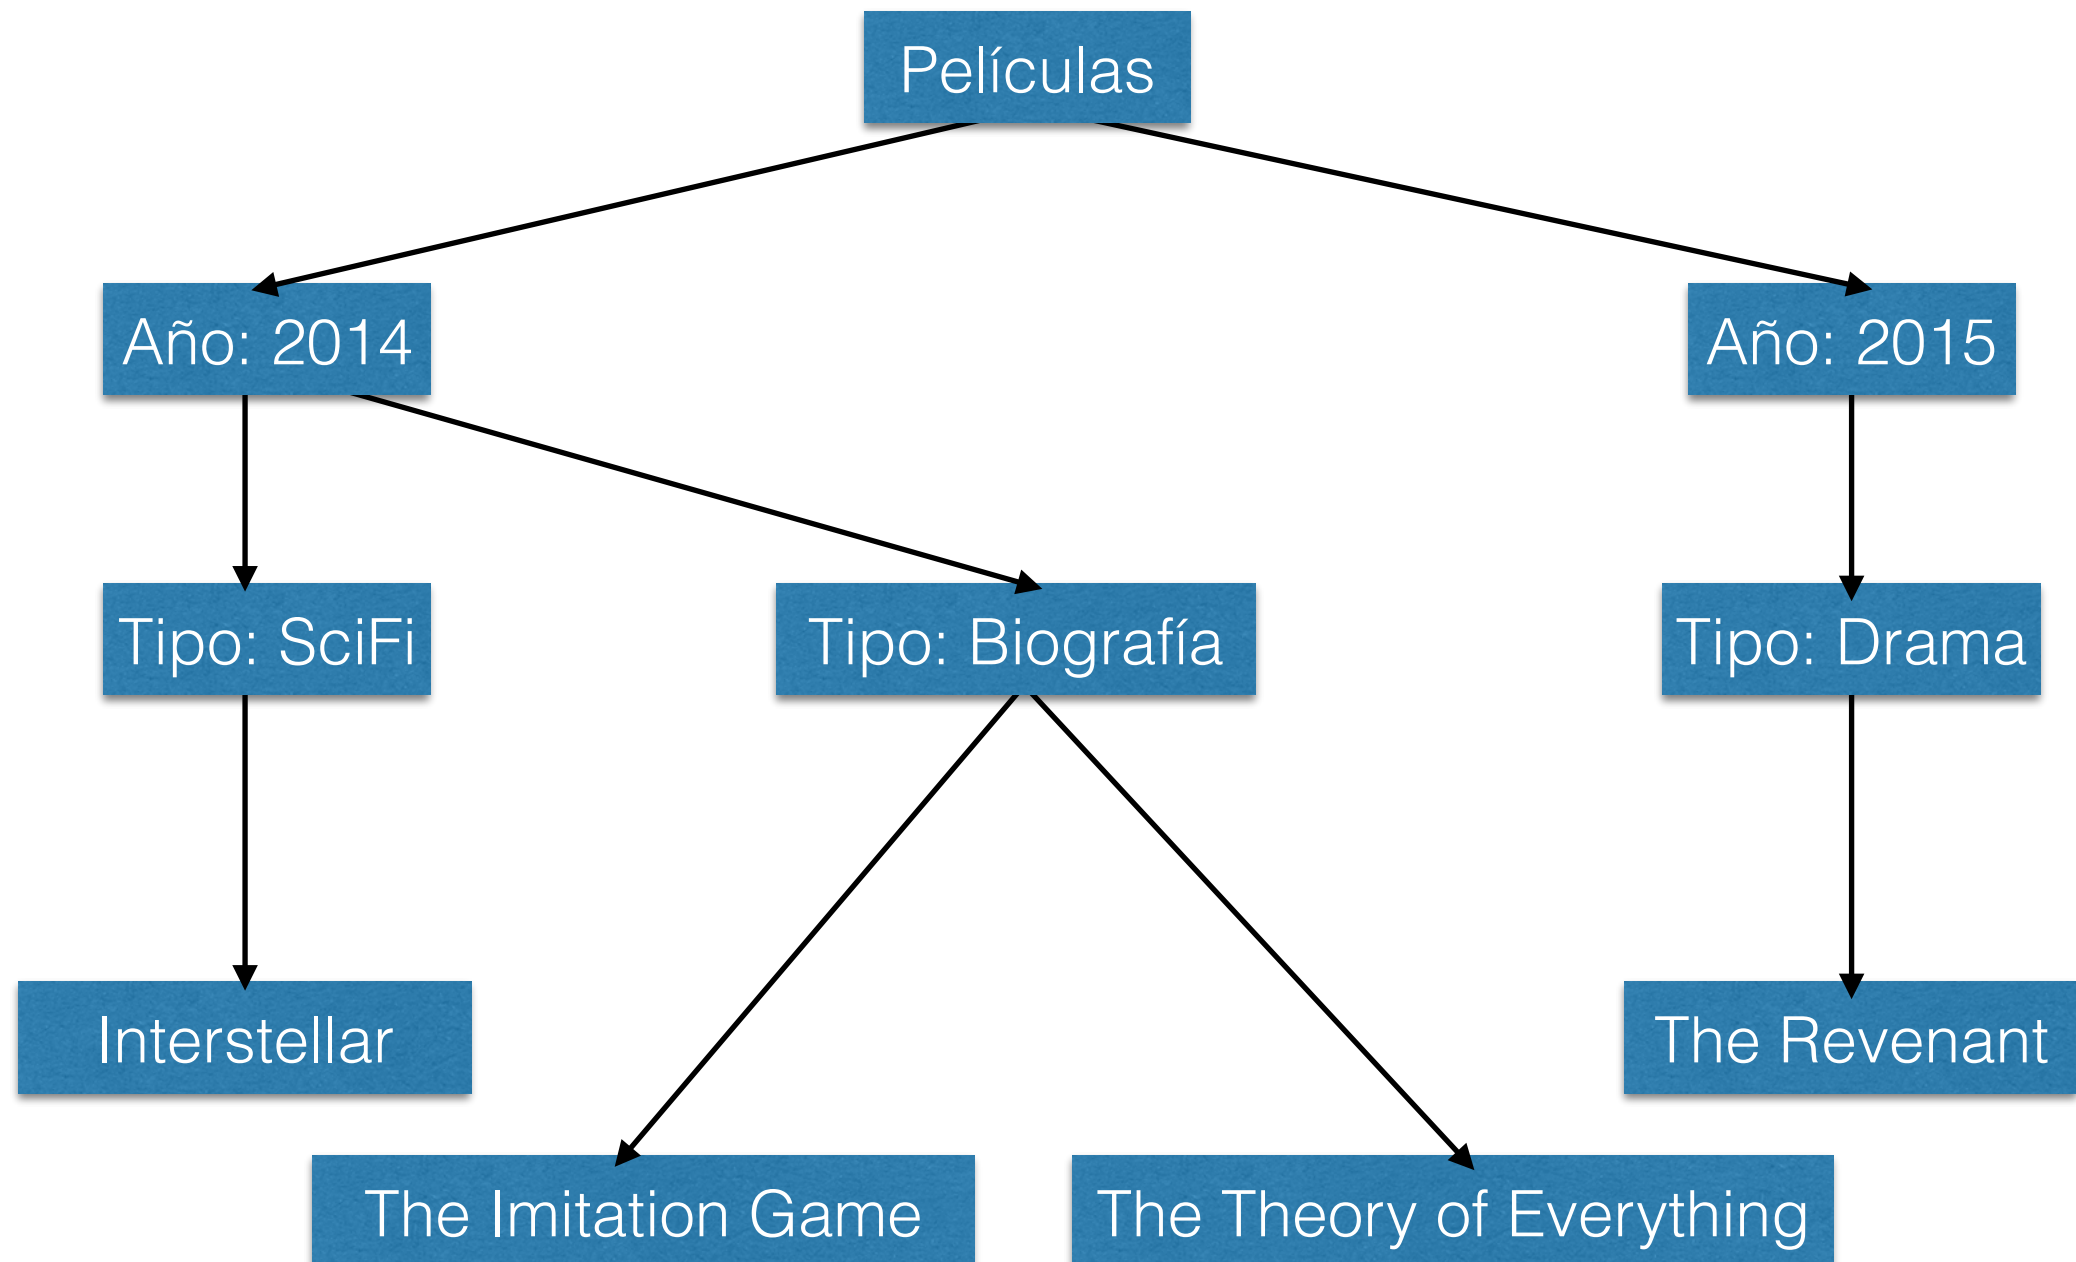 Películas
Año: 2014
Año: 2015
Tipo: SciFi
Tipo: Biografía
Tipo: Drama
Interstellar
The Revenant
The Imitation Game
The Theory of Everything